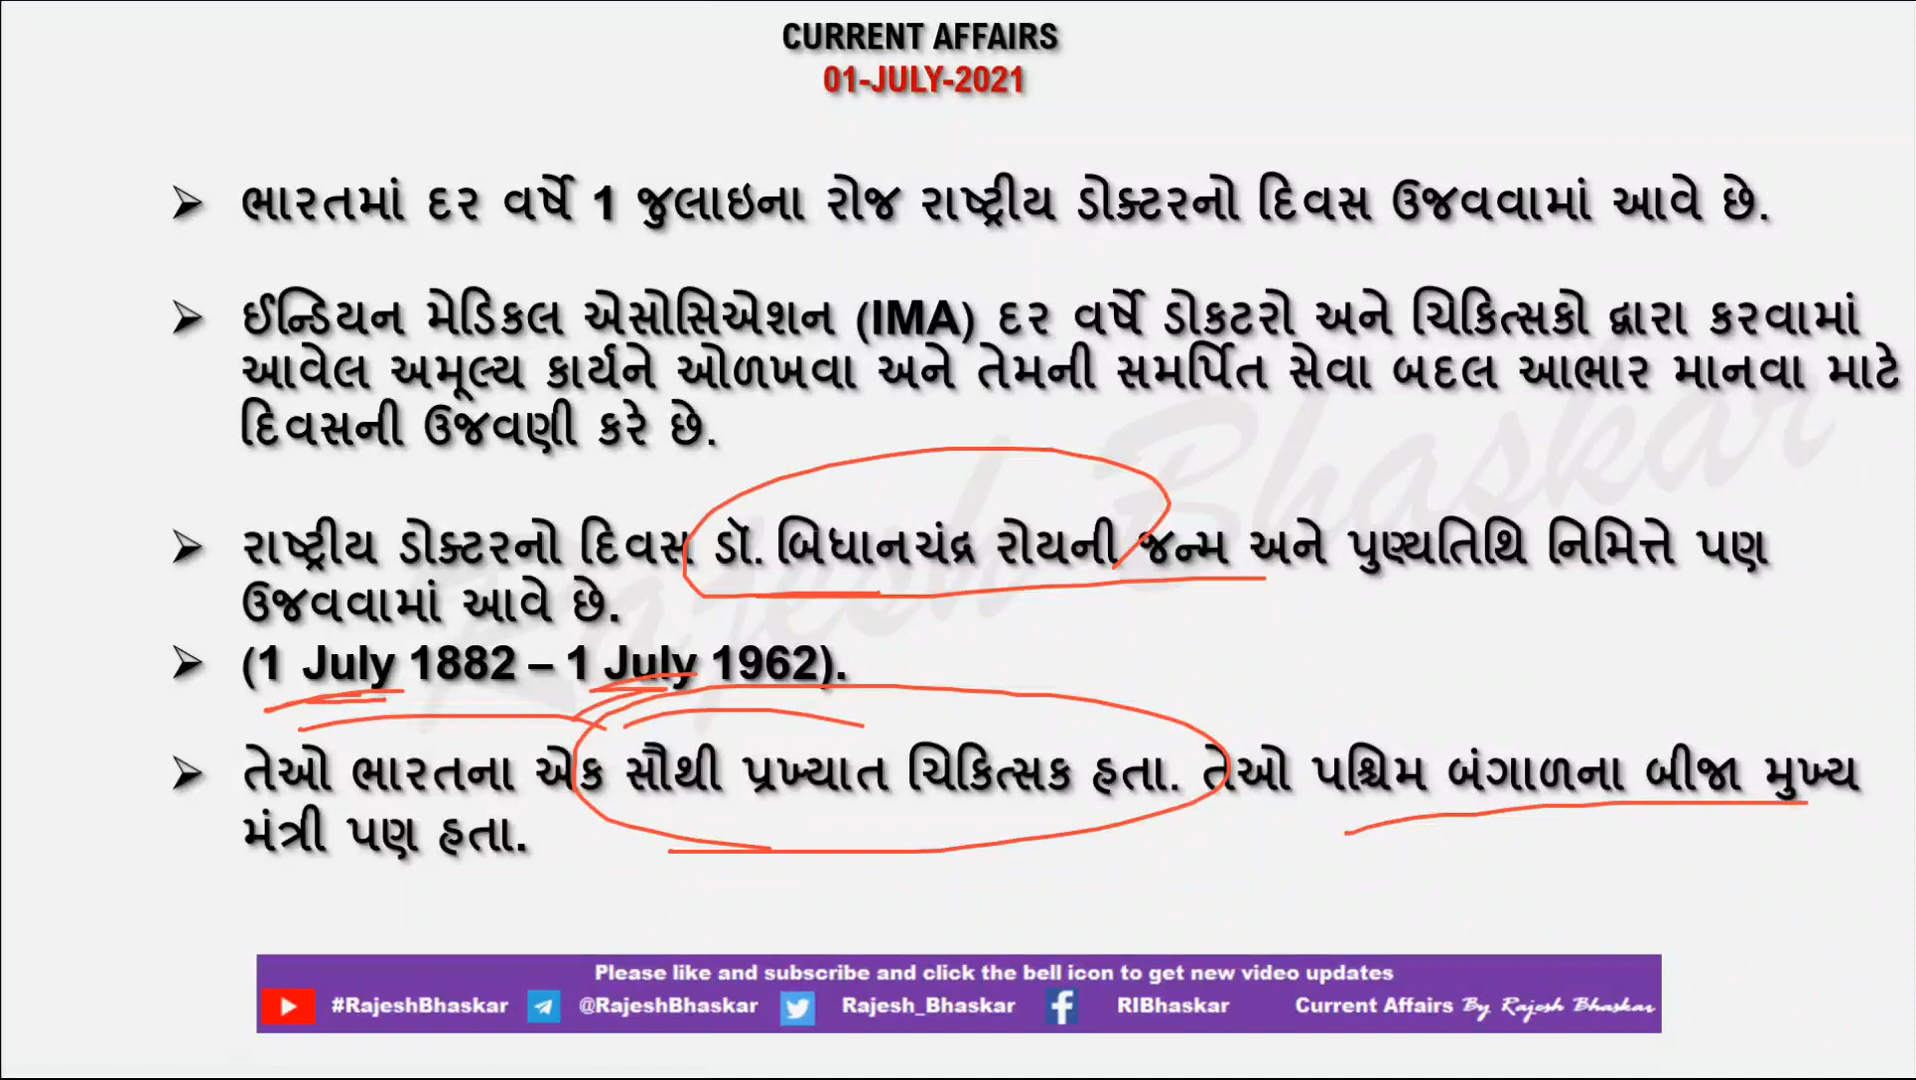 CURRENT AFFAIRS
01-JULY-2021
➢ ભારતમાં દર વર્ષે 1 જુલાઇના રોજ રાષ્ટ્રીય ડોક્ટરનો દિવસ ઉજવવામાં આવે છે.
➢ ઈન્ડિયન મેડિકલ એસોસિએશન (IMA) દર વર્ષે ડોકટરો અને ચિકિત્સકો દ્વારા કરવામાં
આવેલ અમૂલ્ય કાર્યને ઓળખવા અને તેમની સમર્પિત સેવા બદલ આભાર માનવા માટે
દિવસની ઉજવણી કરે છે.
➢ રાષ્ટ્રીય ડોક્ટરનો દિવસ ડૉ. બિધાનચંદ્ર રોયની જન્મ અને પુણ્યતિથિ નિમિત્તે પણ
ઉજવવામાં આવે છે.
➢ (1 July 1882 – 1 July 1962).
➢ તેઓ ભારતના એક સૌથી પ્રખ્યાત ચિકિત્સક હતા. તેઓ પશ્ચિમ બંગાળના બીજા મુખ્ય
મંત્રી પણ હતા.
Rajesh Bhaskar
Please like and subscribe and click the bell icon to get new video updates
#RajeshBhaskar @RajeshBhaskar Rajesh_Bhaskar RIBhaskar Current Affairs By Rajesh Bhaskar